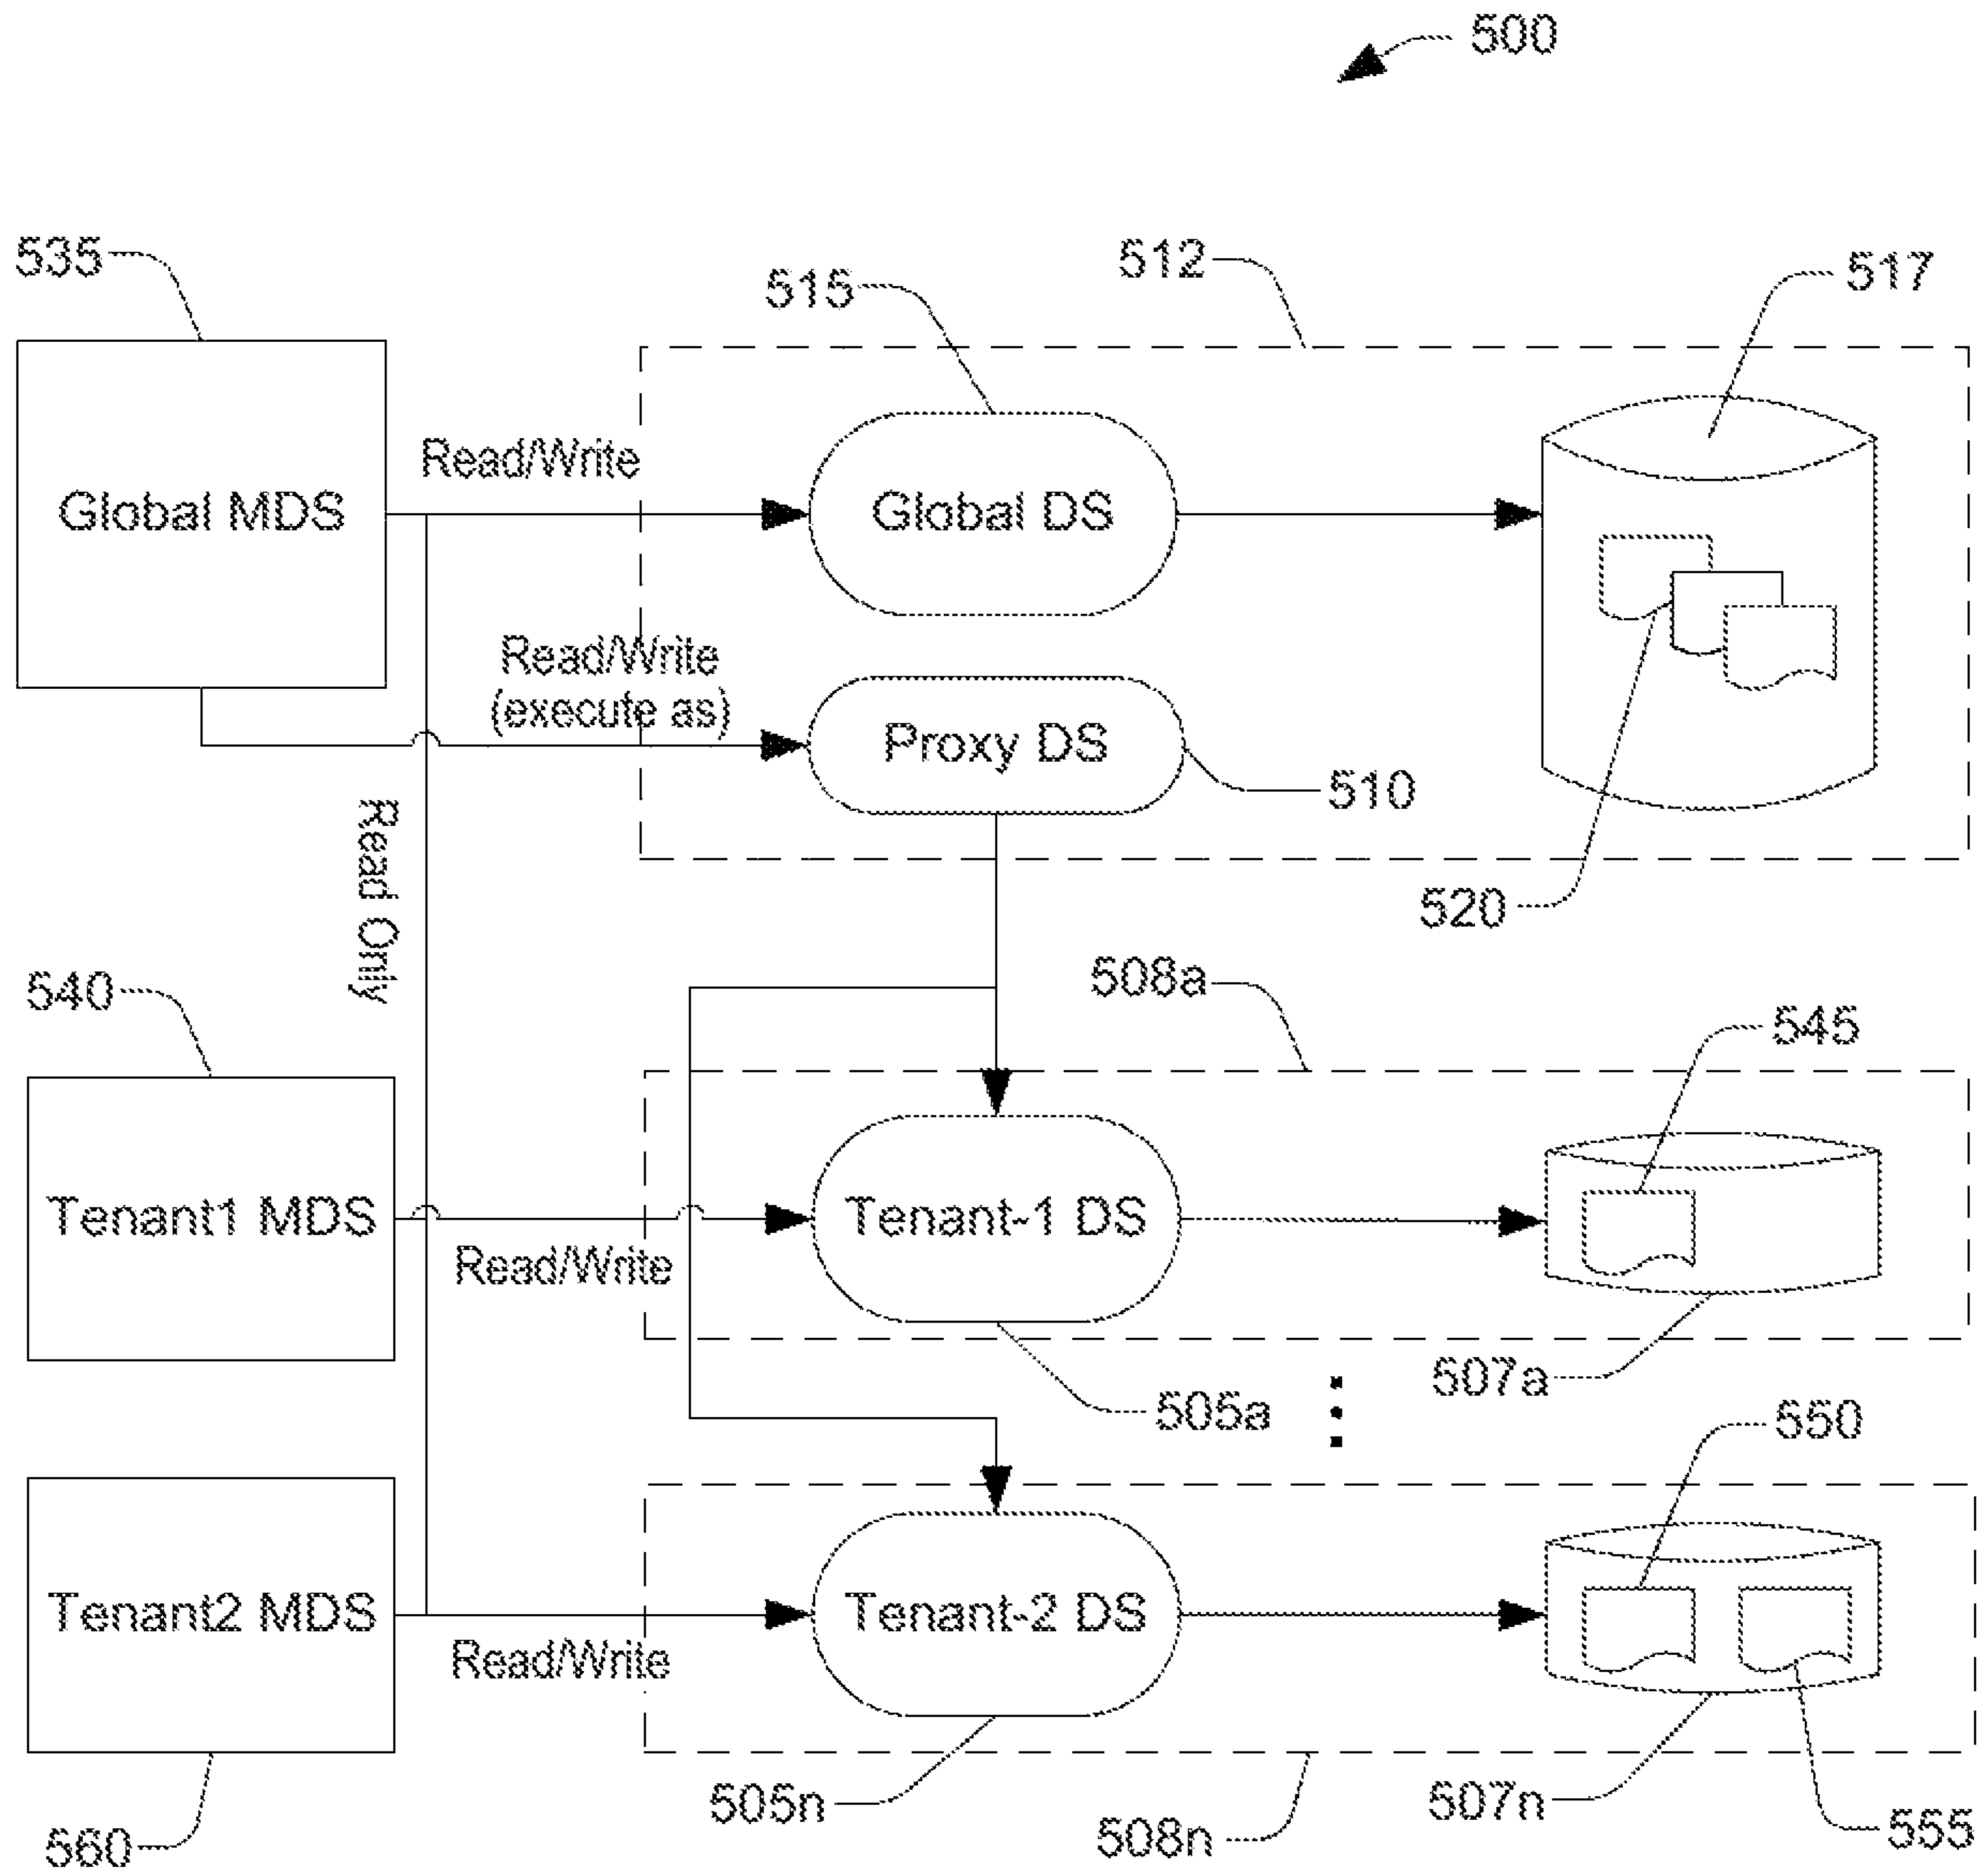 500
535
515
512
517
Global MDS
Read/Write
Global DS
Read/Write
(execute as)
Proxy DS
510
Read Only
520
540
508a
545
Tenant1 MDS
Read/Write
Tenant-1 DS
507a
505a
550
Tenant2 MDS
Read/Write
Tenant-2 DS
505n
507n
555
508n
560